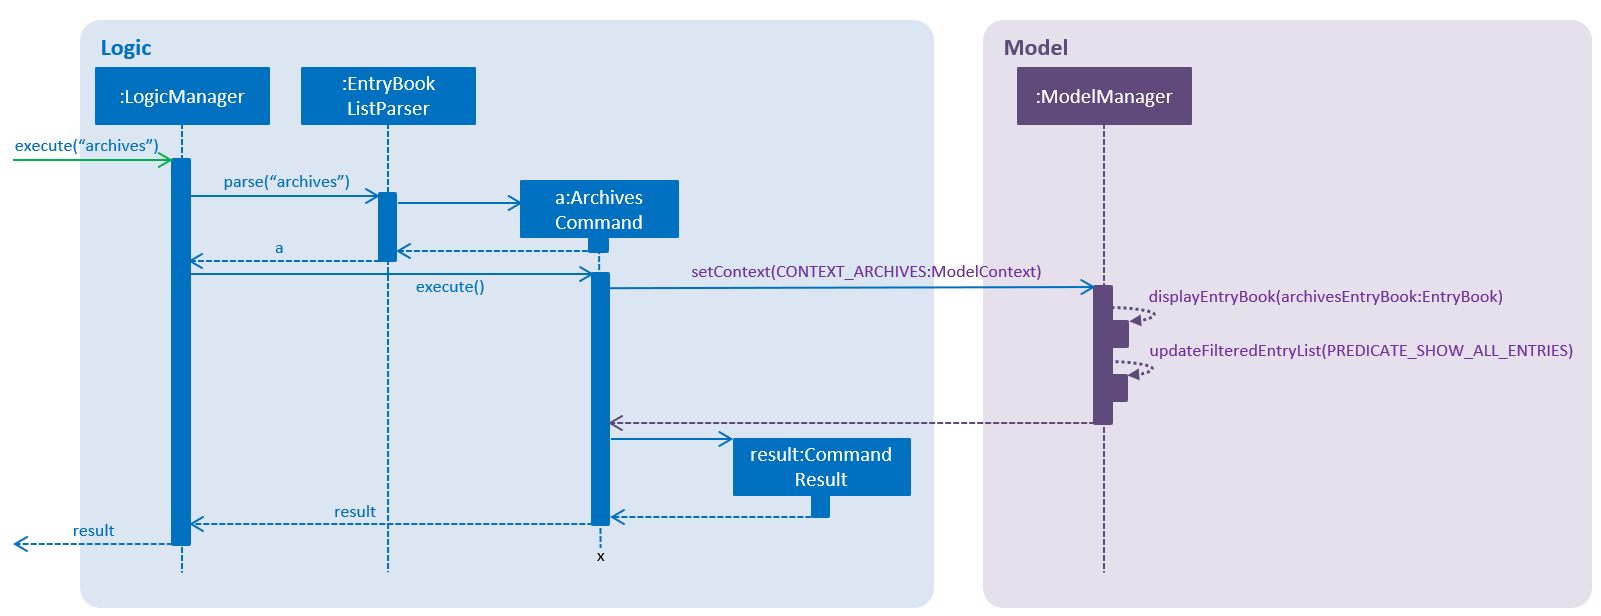 Logic
Model
:LogicManager
:EntryBook
ListParser
:ModelManager
execute(“archives”)
parse(“archives”)
a:Archives
Command
a
execute()
setContext(CONTEXT_ARCHIVES:ModelContext)
displayEntryBook(archivesEntryBook:EntryBook)
updateFilteredEntryList(PREDICATE_SHOW_ALL_ENTRIES)
result:Command
Result
result
result
x